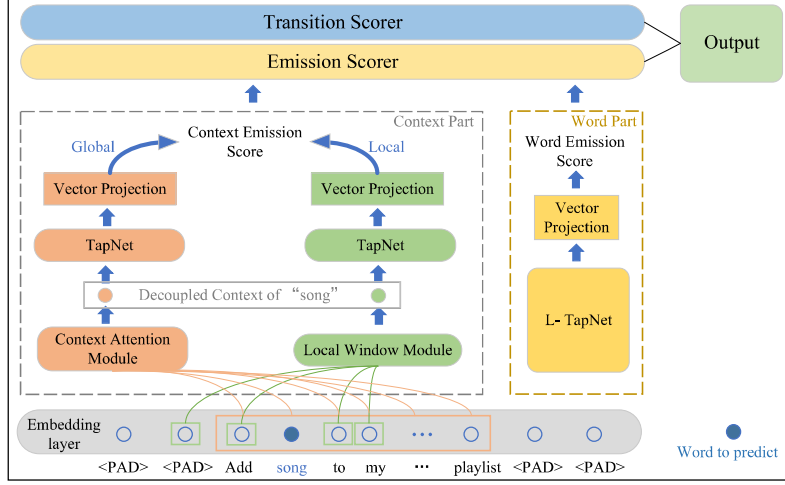 Transition Scorer
Emission Scorer
Output
Context Part
Word Part
Global
Context Emission
Score
Local
Word Emission
Score
Vector Projection
Vector Projection
Vector
Projection
TapNet
TapNet
Decoupled Context of “song”
L- TapNet
Context Attention
Module
Local Window Module
Embedding
layer
<PAD> <PAD> Add song to my ... playlist <PAD> <PAD>
Word to predict